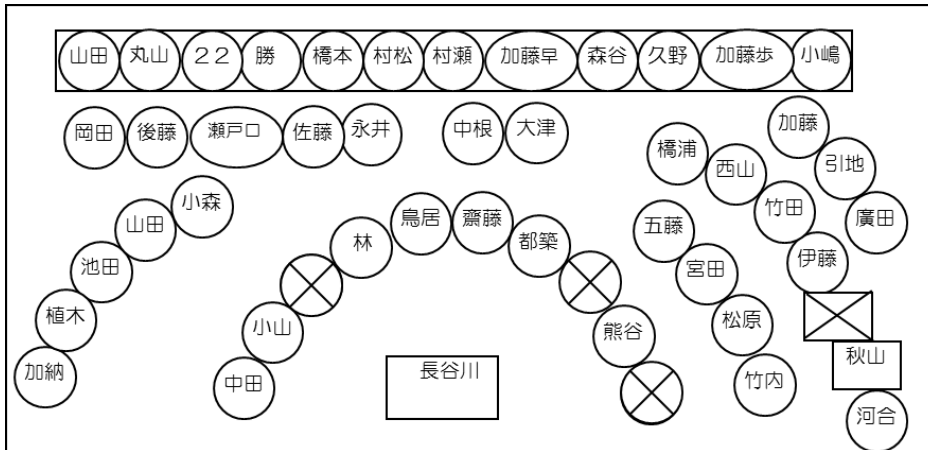 山田 丸山 22 勝 橋本 村松 村瀬 加藤早 森谷 久野 加藤歩 小嶋
岡田 後藤 瀬戸口 佐藤 永井 中根 大津
加藤 引地 廣田
橋浦 西山 竹田 伊藤
小森 山田 池田 植木 加納
林 鳥居 齋藤 都築
小山 中田
熊谷
五藤 宮田 松原 竹内
長谷川
秋山
河合